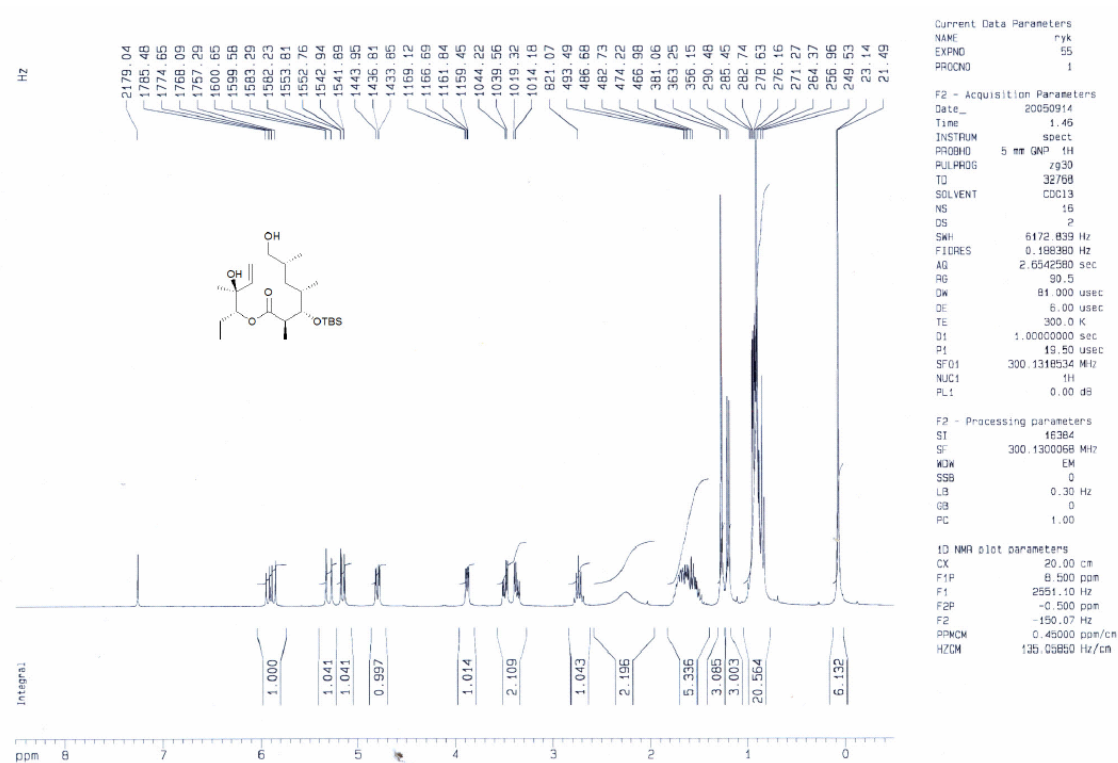 Hz
2179.04
1785.48
1774.65
1768.09
1757.29
1600.65
1599.58
1583.29
1582.23
1553.81
1552.76
1542.94
1541.89
1443.95
1436.81
1433.85
1169.12
1166.69
1161.84
1159.45
1044.22
1039.56
1019.32
1014.18
821.07
493.49
486.68
482.73
474.22
466.98
381.06
363.25
356.15
290.48
285.45
282.74
278.63
276.16
271.27
264.37
256.96
249.53
23.14
21.49
OH
OH
O
O
OTBS
Integral
1.000
1.041
1.041
0.997
1.014
2.109
1.043
2.196
5.336
3.085
3.003
20.564
6.132
ppm 8 7 6 5 4 3 2 1 0
Current Data Parameters
NAME ryk
EXPNO 55
PROCNO 1
F2 - Acquisition Parameters
Date_ 20050914
Time 1.46
INSTRUM spect
PROBHD 5 mm QNP 1H
PULPROG zg30
TD 32768
SOLVENT CDCl3
NS 16
DS 2
SWH 6172.839 Hz
FIDRES 0.188380 Hz
AQ 2.6542580 sec
RG 90.5
DW 81.000 usec
DE 6.00 usec
TE 300.0 K
D1 1.00000000 sec
P1 19.50 usec
SFO1 300.1318534 MHz
NUC1 1H
PL1 0.00 dB
F2 - Processing parameters
SI 16384
SF 300.1300068 MHz
WDW EM
SSB 0
LB 0.30 Hz
GB 0
PC 1.00
1D NMR plot parameters
CX 20.00 cm
F1P 8.500 ppm
F1 2551.10 Hz
F2P -0.500 ppm
F2 -150.07 Hz
PPMCM 0.45000 ppm/cm
HZCM 135.05850 Hz/cm